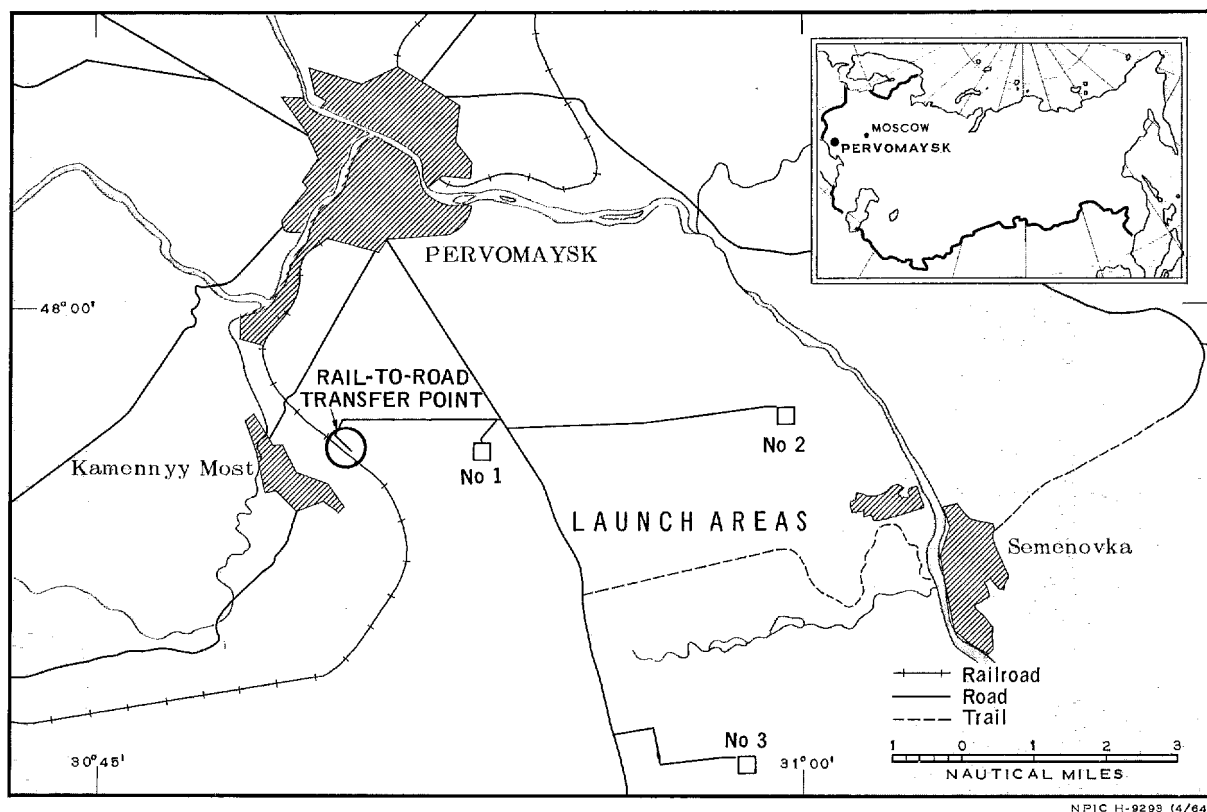 MOSCOW
PERVOMAYSK
PERVOMAYSK
48°00'
RAIL-TO-ROAD
TRANSFER POINT
No 2
Kamennyy Most
No 1
LAUNCH AREAS
Semenovka
Railroad
Road
Trail
No 3
30°45'
31°00'
1 0 1 2 3
NAUTICAL MILES
NPIC H-9293 (4/64